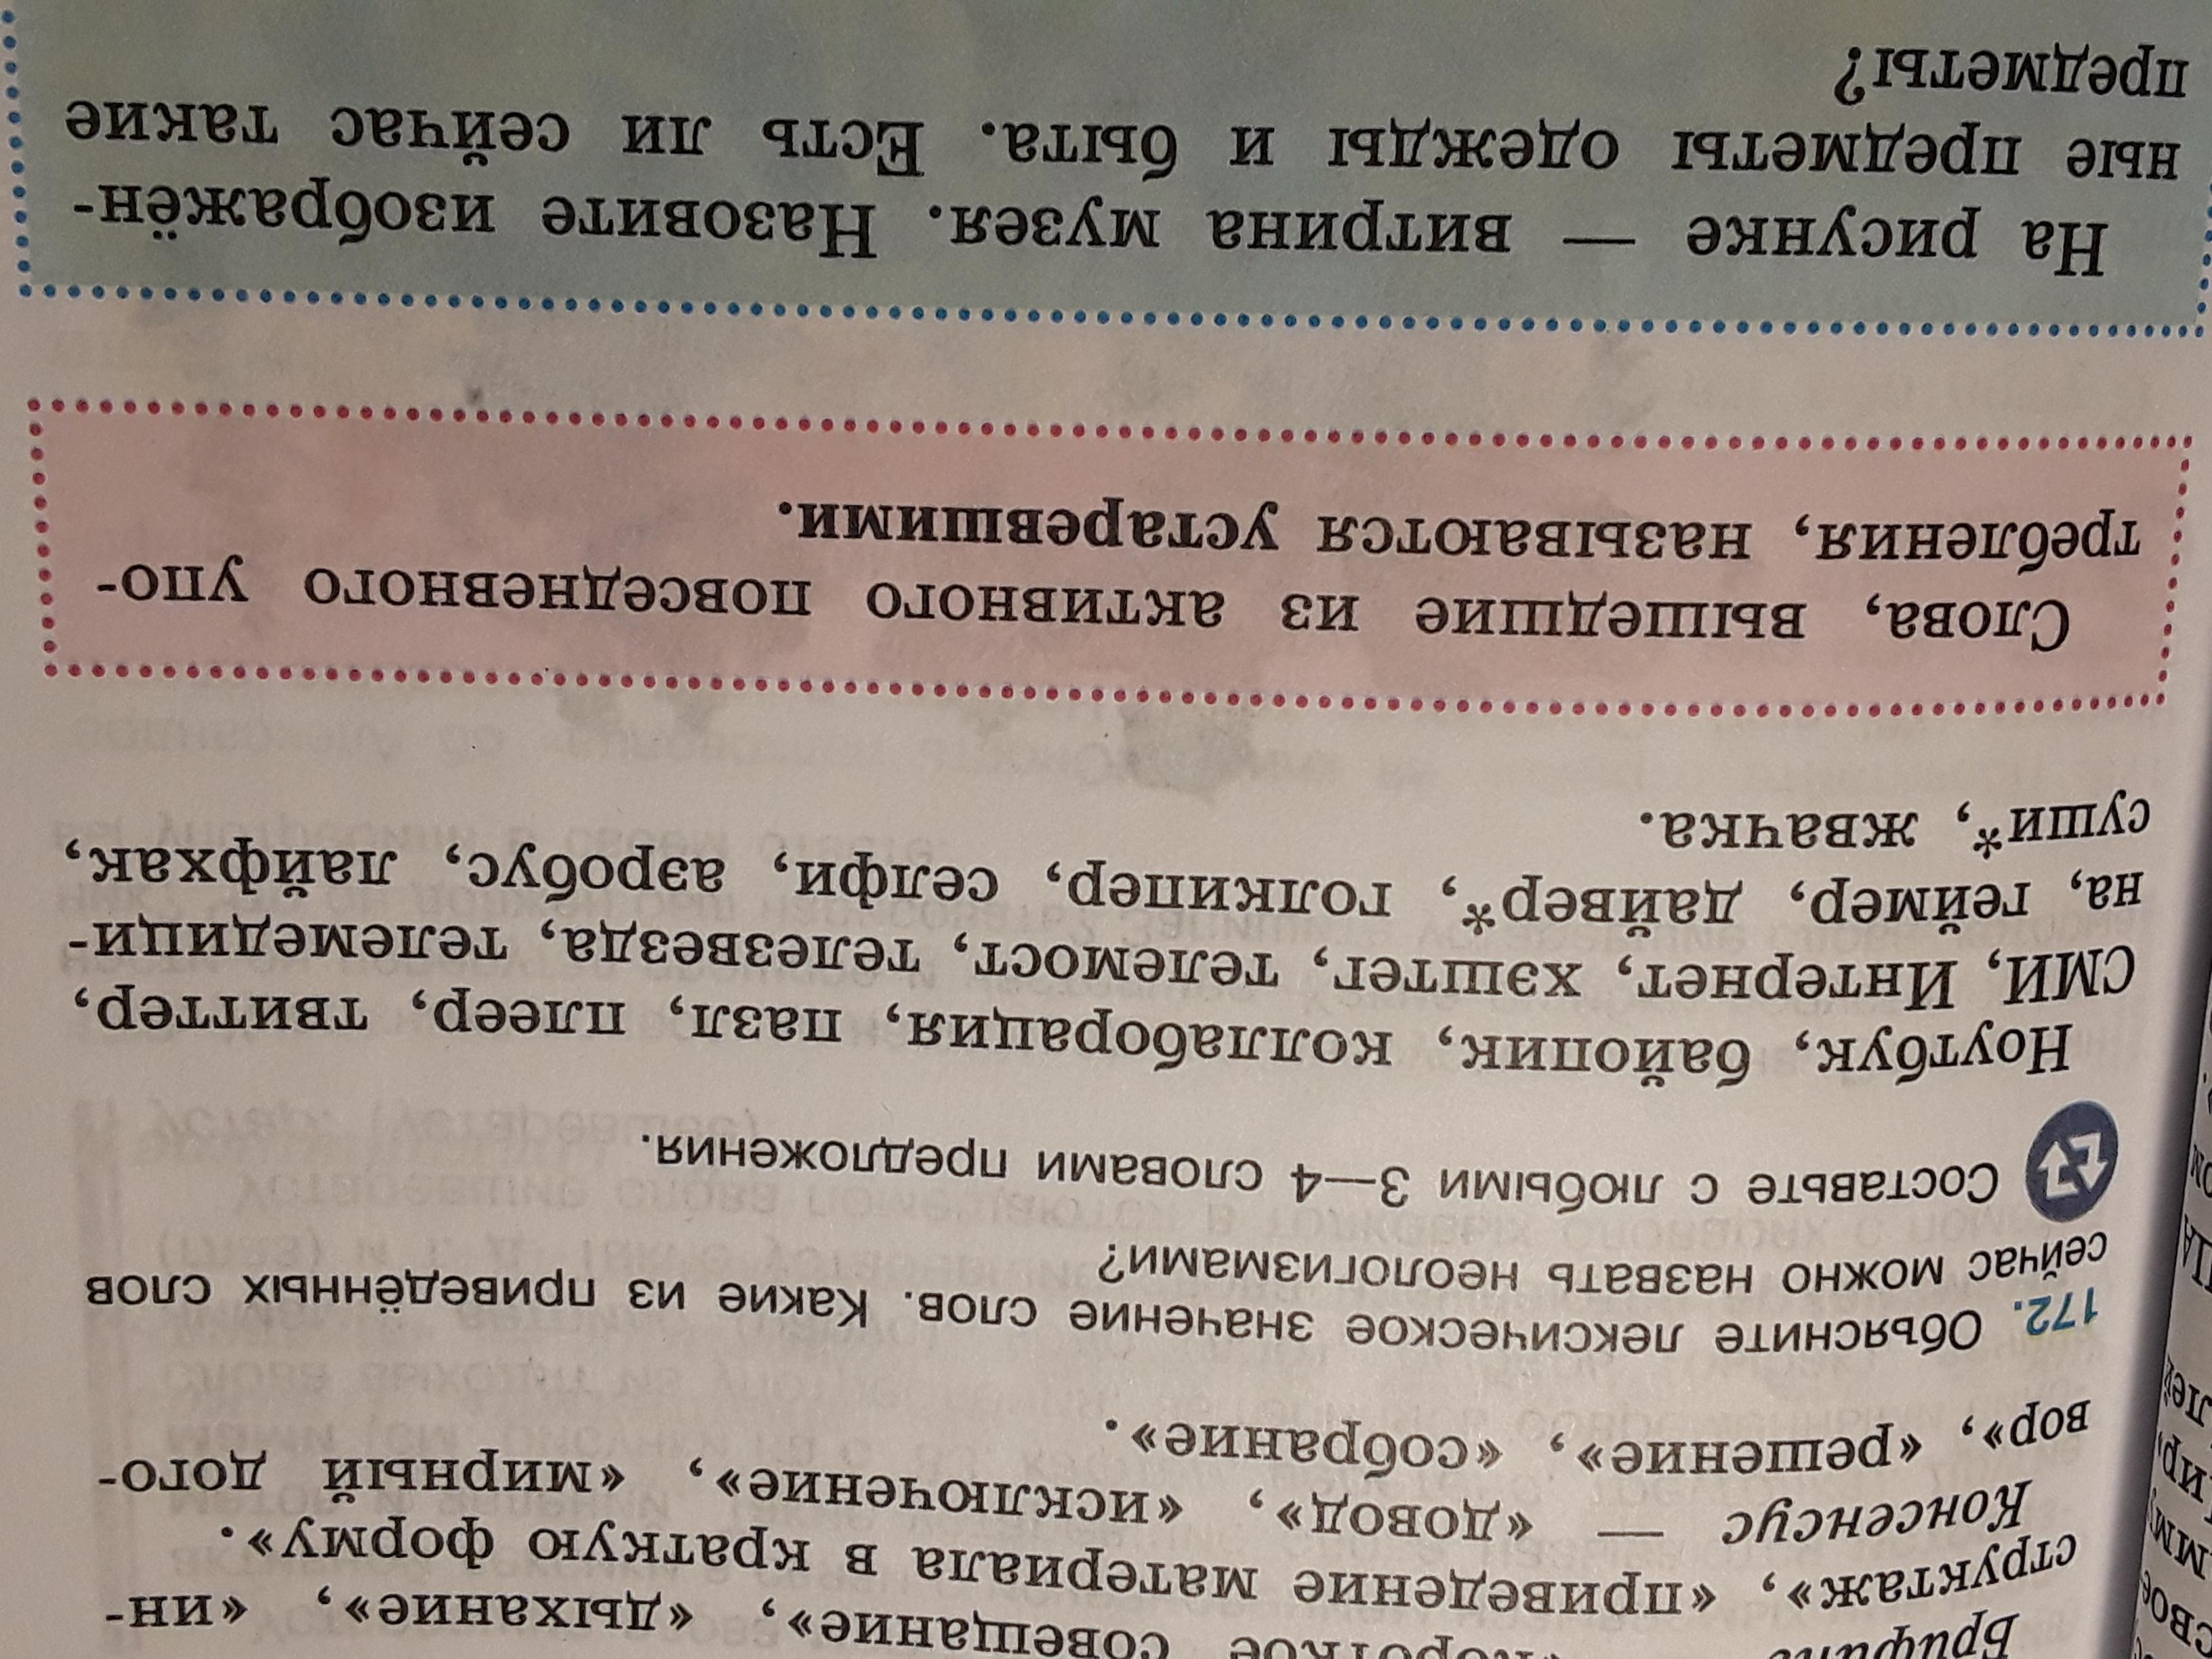 «короткое совещание», «дыхание», «ин-
структаж», «приведение материала в краткую форму».
Консенсус — «довод», «исключение», «мирный дого-
вор», «решение», «собрание».
172. Объясните лексическое значение слов. Какие из приведённых слов
сейчас можно назвать неологизмами?
Составьте с любыми 3—4 словами предложения.
Ноутбук, байопик, коллаборация, пазл, плеер, твиттер,
СМИ, Интернет, хэштег, телемост, телезвезда, телемедици-
на, геймер, дайвер*, голкипер, селфи, аэробус, лайфхак,
суши*, жвачка.
Слова, вышедшие из активного повседневного упо-
требления, называются устаревшими.
На рисунке — витрина музея. Назовите изображён-
ные предметы одежды и быта. Есть ли сейчас такие
предметы?